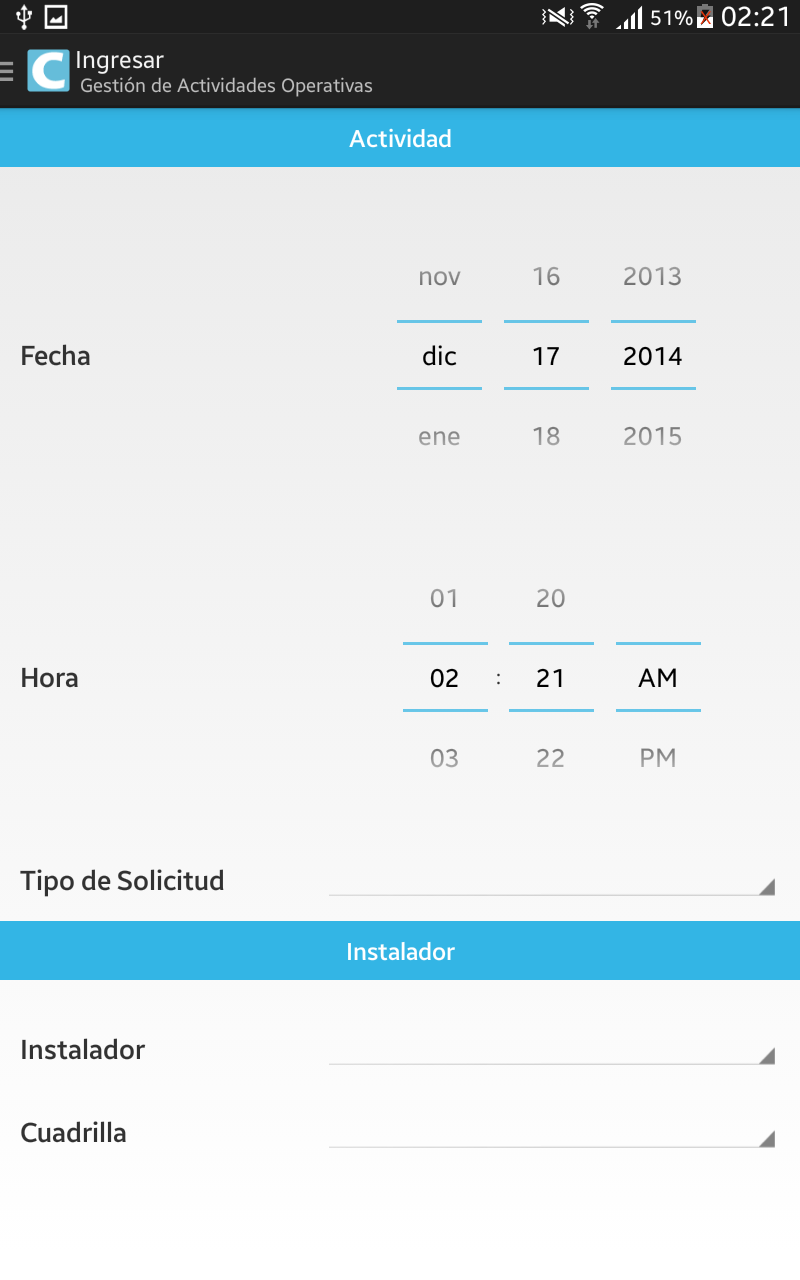 51% 02:21
C Ingresar
Gestión de Actividades Operativas
Actividad
nov 16 2013
Fecha dic 17 2014
ene 18 2015
01 20
Hora 02 : 21 AM
03 22 PM
Tipo de Solicitud
Instalador
Instalador
Cuadrilla